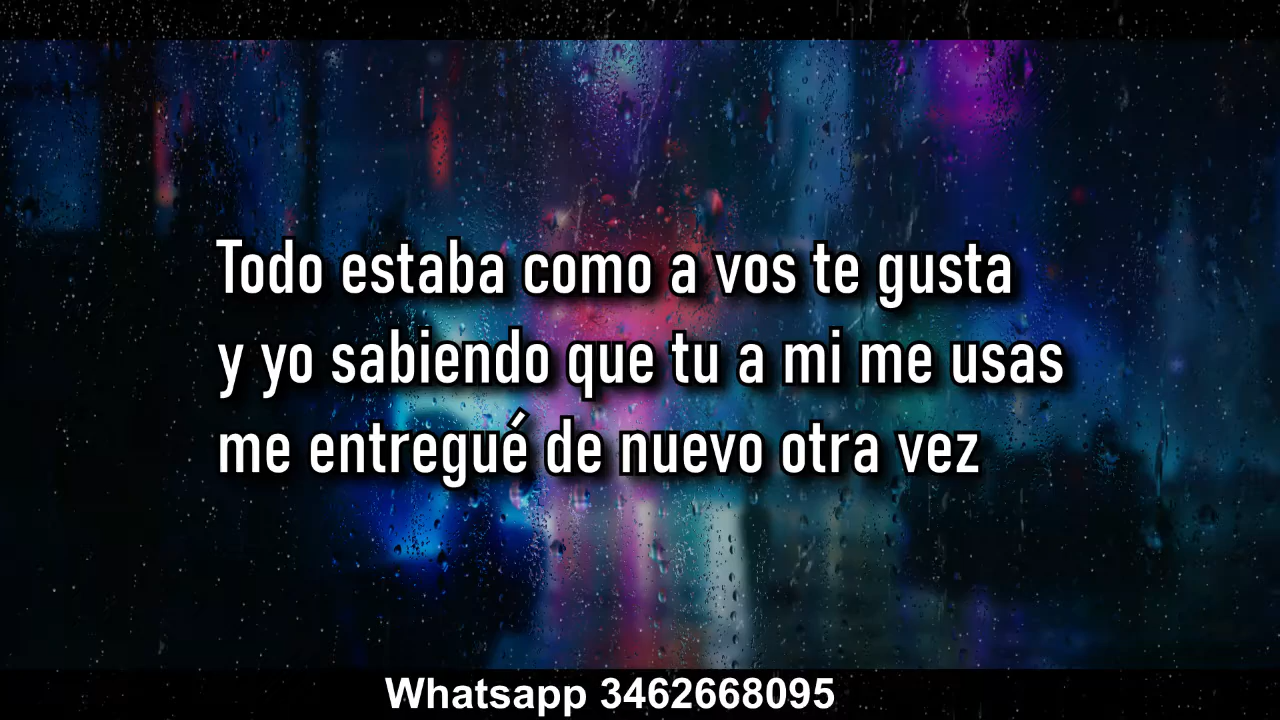 Todo estaba como a vos te gusta
y yo sabiendo que tu a mi me usas
me entregué de nuevo otra vez
Whatsapp 3462668095